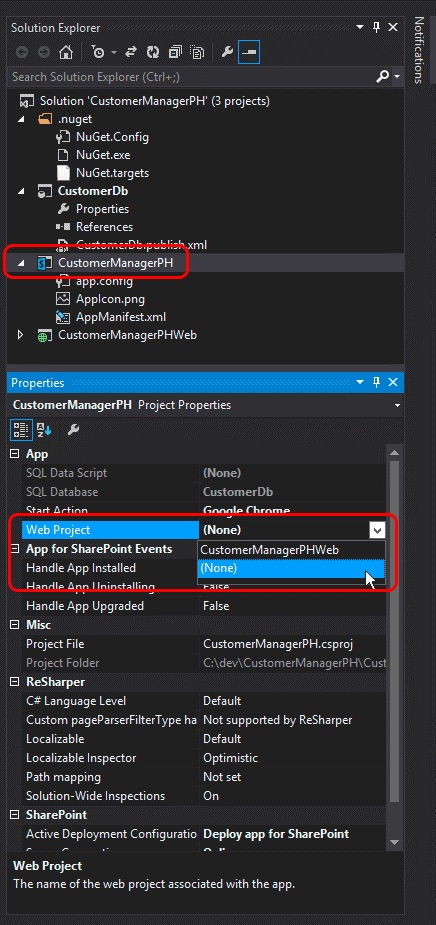 Solution Explorer
Search Solution Explorer (Ctrl+;)
Solution 'CustomerManagerPH' (3 projects)
.nuget
NuGet.Config
NuGet.exe
NuGet.targets
CustomerDb
Properties
References
CustomerDb.publish.xml
CustomerManagerPH
app.config
AppIcon.png
AppManifest.xml
CustomerManagerPHWeb
Notifications
Properties
CustomerManagerPH Project Properties
App
SQL Data Script (None)
SQL Database CustomerDb
Start Action Google Chrome
Web Project (None)
CustomerManagerPHWeb
(None)
App for SharePoint Events
Handle App Installed
Handle App Uninstalling False
Handle App Upgraded False
Misc
Project File CustomerManagerPH.csproj
Project Folder C:\dev\CustomerManagerPH\Cust
ReSharper
C# Language Level Default
Custom pageParserFilterType ha Not supported by ReSharper
Localizable Default
Localizable Inspector Optimistic
Path mapping Not set
Solution-Wide Inspections On
SharePoint
Active Deployment Configuratio Deploy app for SharePoint
Web Project
The name of the web project associated with the app.